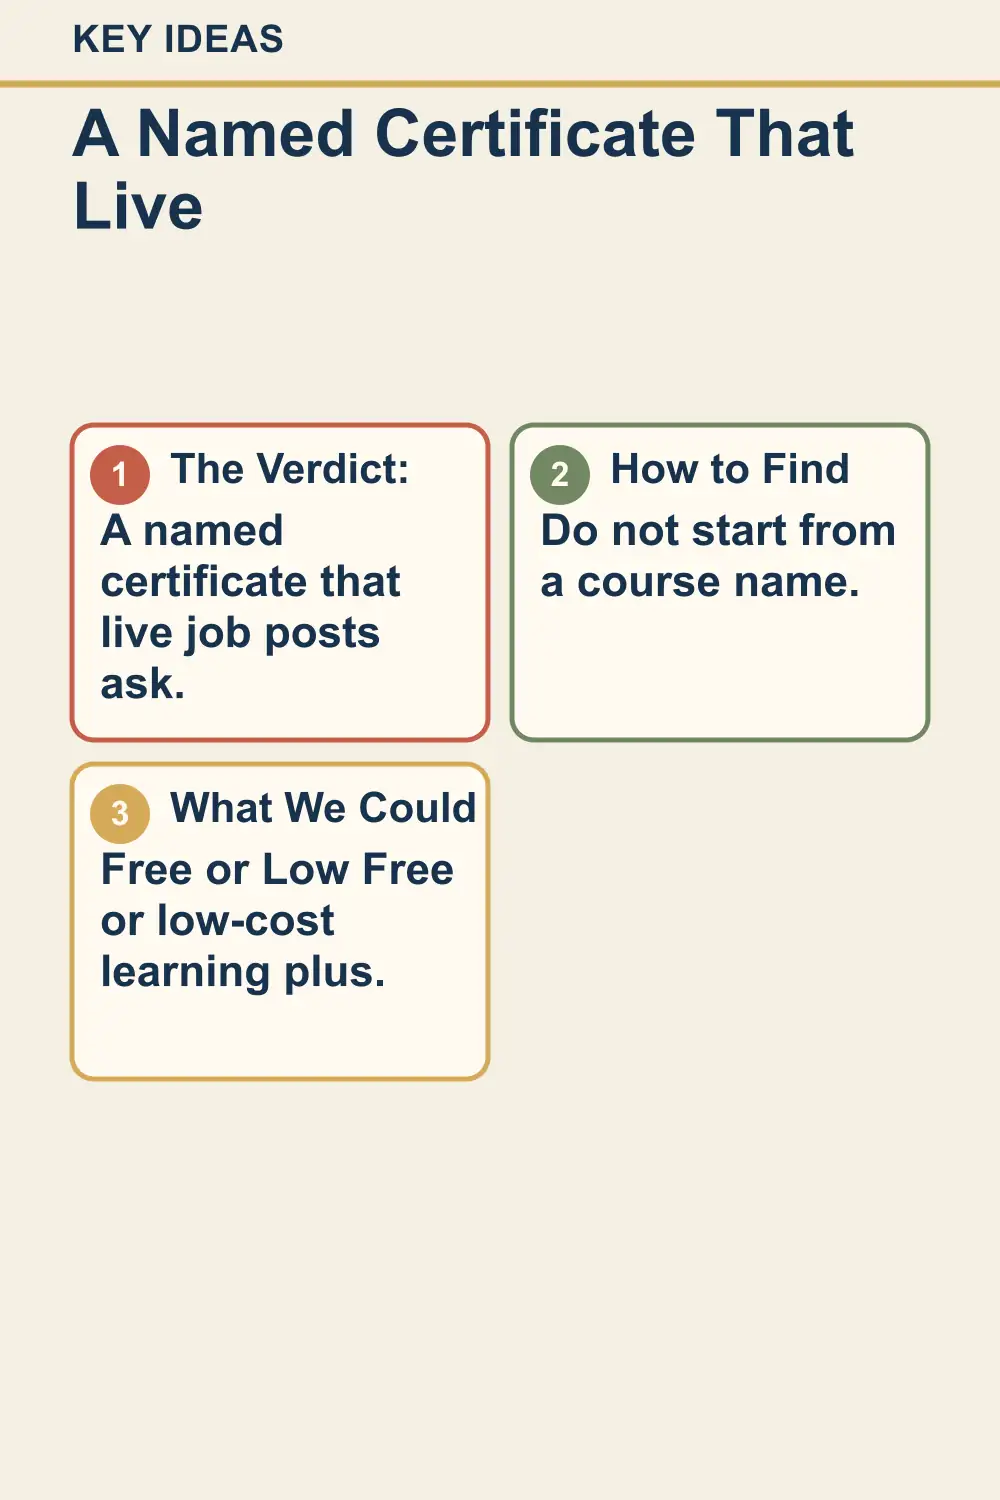 KEY IDEAS
A Named Certificate That
Live
1 The Verdict:
A named
certificate that
live job posts
ask.
2 How to Find
Do not start from
a course name.
3 What We Could
Free or Low Free
or low-cost
learning plus.